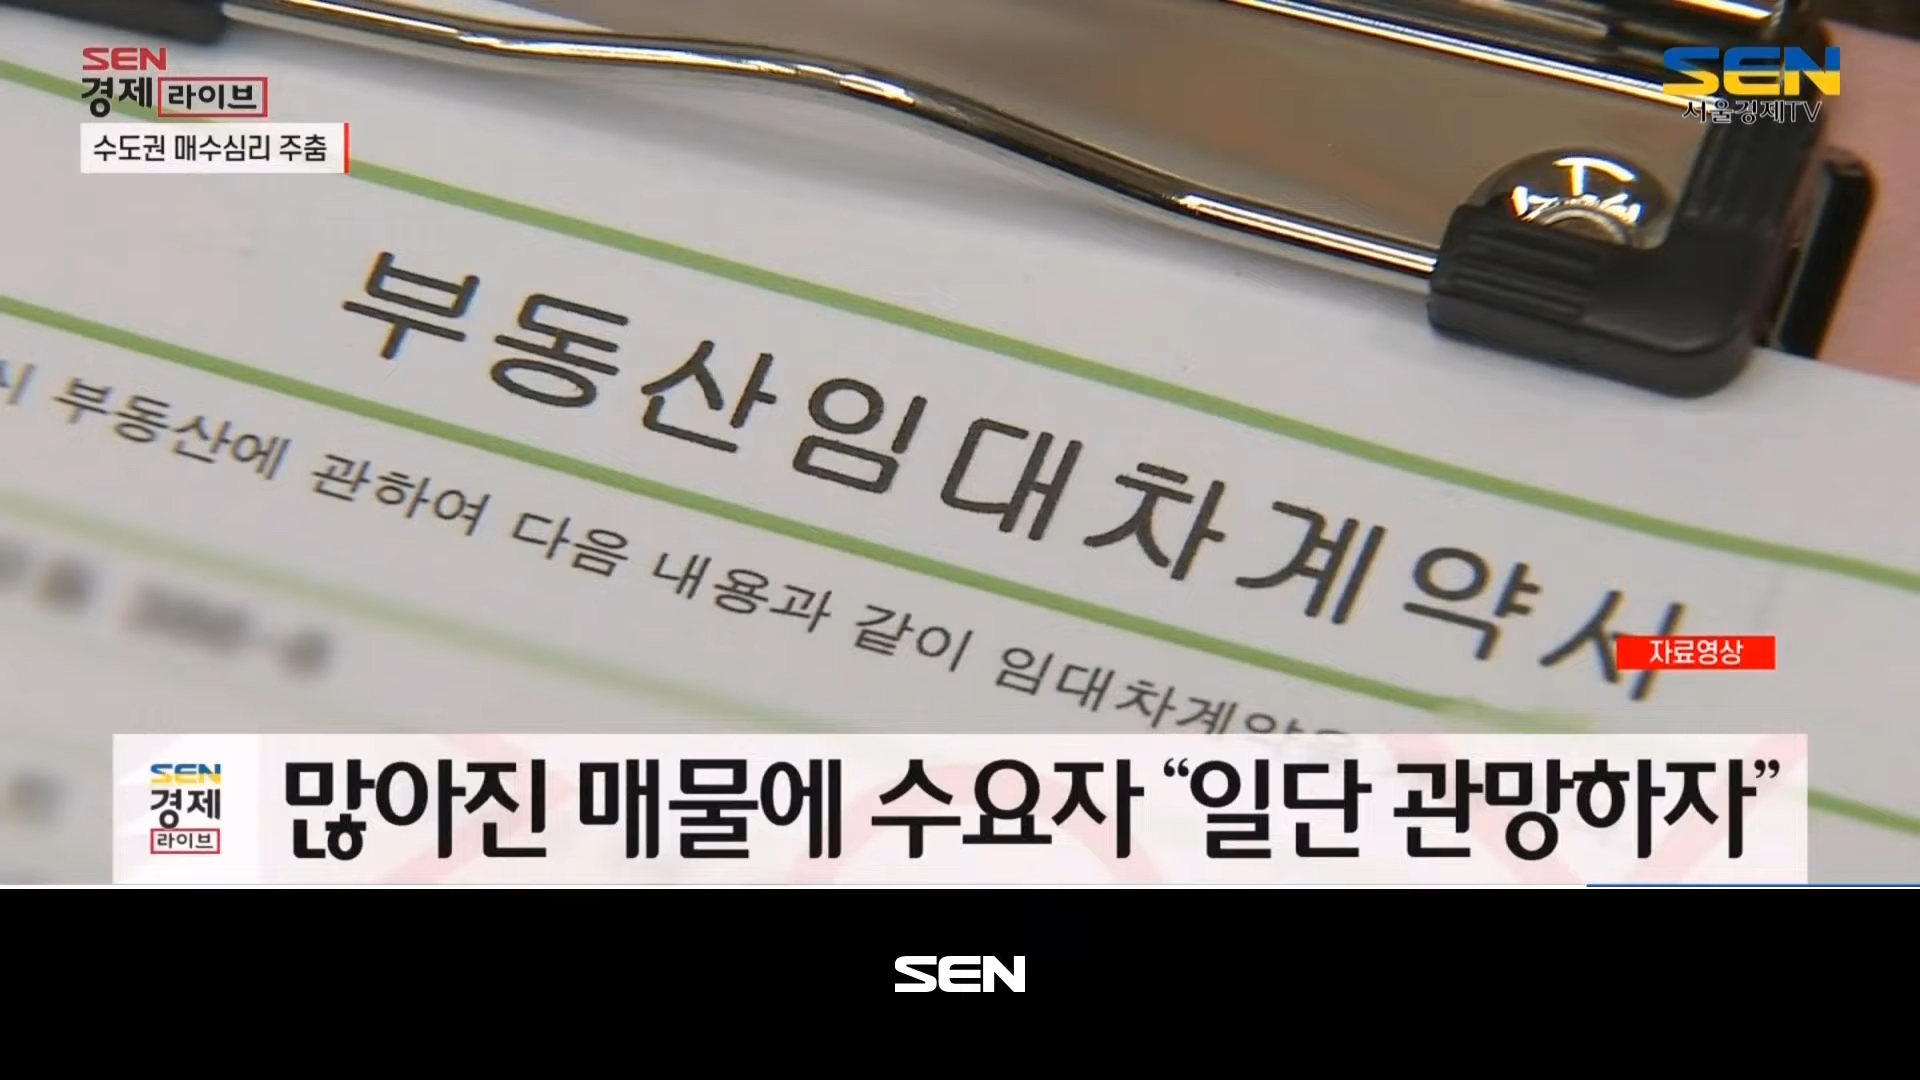 SEN
경제 라이브
수도권 매수심리 주춤
SEN
서울경제TV
부동산임대차계약서
시 부동산에 관하여 다음 내용과 같이 임대차계약을
자료영상
SEN
경제
라이브
많아진 매물에 수요자 “일단 관망하자”
SEN